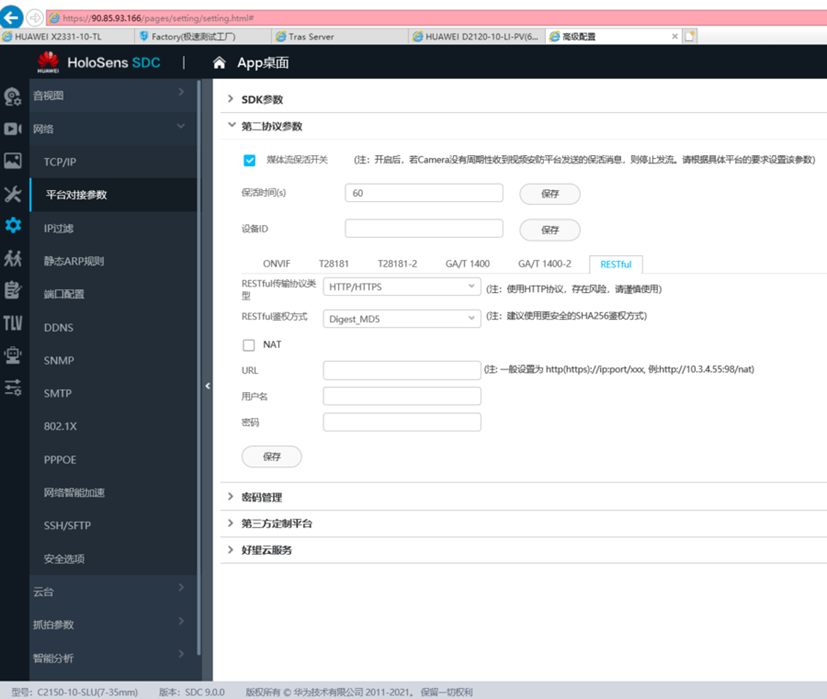 https://90.85.93.166/pages/setting/setting.html#
HUAWEI X2331-10-TL
Factory(极速测试工厂)
Tras Server
HUAWEI D2120-10-LI-PV(6...
高级配置
HUAWEI
HoloSens SDC
App桌面
音视图
网络
TCP/IP
平台对接参数
IP过滤
静态ARP规则
端口配置
DDNS
SNMP
SMTP
802.1X
PPPOE
网络智能加速
SSH/SFTP
安全选项
云台
抓拍参数
智能分析
TLV
SDK参数
第二协议参数
媒体流保活开关 (注：开启后，若Camera没有周期性收到视频安防平台发送的保活消息，则停止发流。请根据具体平台的要求设置该参数)
保活时间(s) 60 保存
设备ID 保存
ONVIF T28181 T28181-2 GA/T 1400 GA/T 1400-2 RESTful
RESTful传输协议类
型
HTTP/HTTPS (注：使用HTTP协议，存在风险，请谨慎使用)
RESTful鉴权方式 Digest_MD5 (注：建议使用更安全的SHA256鉴权方式)
NAT
URL (注: 一般设置为 http(https)://ip:port/xxx, 例:http://10.3.4.55:98/nat)
用户名
密码
保存
密码管理
第三方定制平台
好望云服务
型号：C2150-10-SLU(7-35mm) 版本：SDC 9.0.0 版权所有 © 华为技术有限公司 2011-2021。 保留一切权利